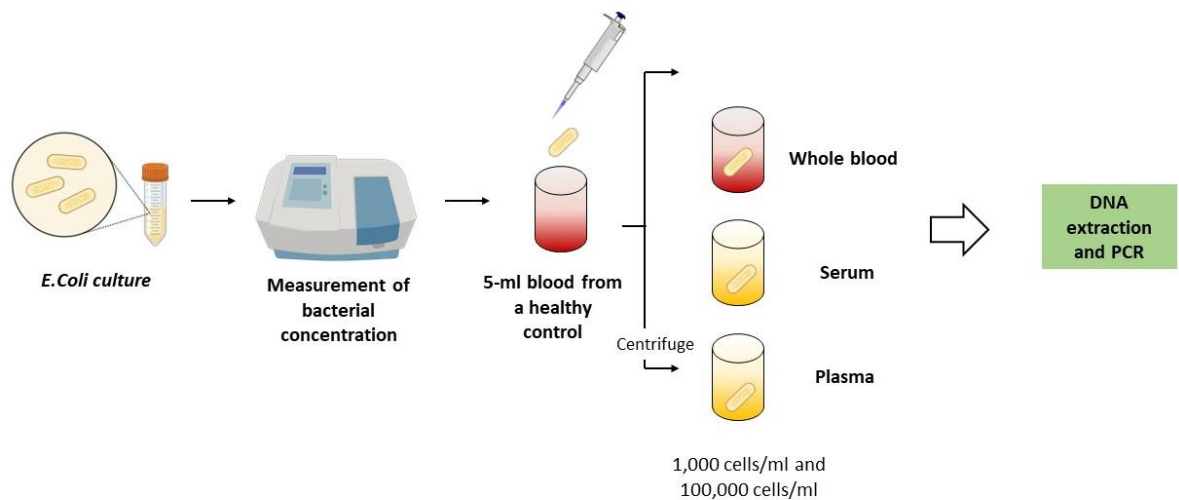 E.Coli culture
Measurement of
bacterial
concentration
5-ml blood from
a healthy
control
Centrifuge
Whole blood
Serum
Plasma
1,000 cells/ml and
100,000 cells/ml
DNA
extraction
and PCR